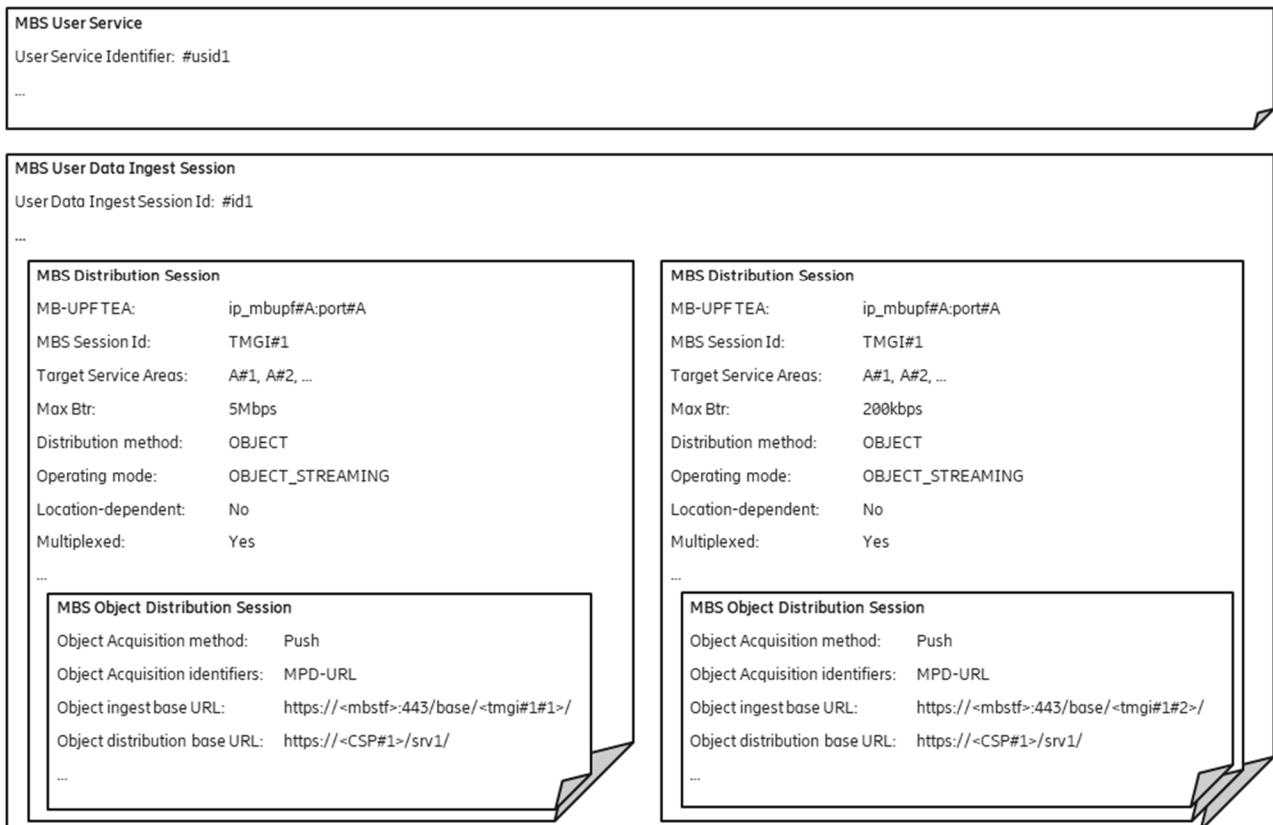 MBS User Service
User Service Identifier: #usid1
...
MBS User Data Ingest Session
User Data Ingest Session Id: #id1
...
MBS Distribution Session
MB-UPF TEA: ip_mbupf#A:port#A
MBS Session Id: TMGI#1
Target Service Areas: A#1, A#2, ...
Max Btr: 5Mbps
Distribution method: OBJECT
Operating mode: OBJECT_STREAMING
Location-dependent: No
Multiplexed: Yes
...
MBS Object Distribution Session
Object Acquisition method: Push
Object Acquisition identifiers: MPD-URL
Object ingest base URL: https://<mbstf>:443/base/<tmgi#1#1>/
Object distribution base URL: https://<CSP#1>/srv1/
...
MBS Distribution Session
MB-UPF TEA: ip_mbupf#A:port#A
MBS Session Id: TMGI#1
Target Service Areas: A#1, A#2, ...
Max Btr: 200kbps
Distribution method: OBJECT
Operating mode: OBJECT_STREAMING
Location-dependent: No
Multiplexed: Yes
...
MBS Object Distribution Session
Object Acquisition method: Push
Object Acquisition identifiers: MPD-URL
Object ingest base URL: https://<mbstf>:443/base/<tmgi#1#2>/
Object distribution base URL: https://<CSP#1>/srv1/
...